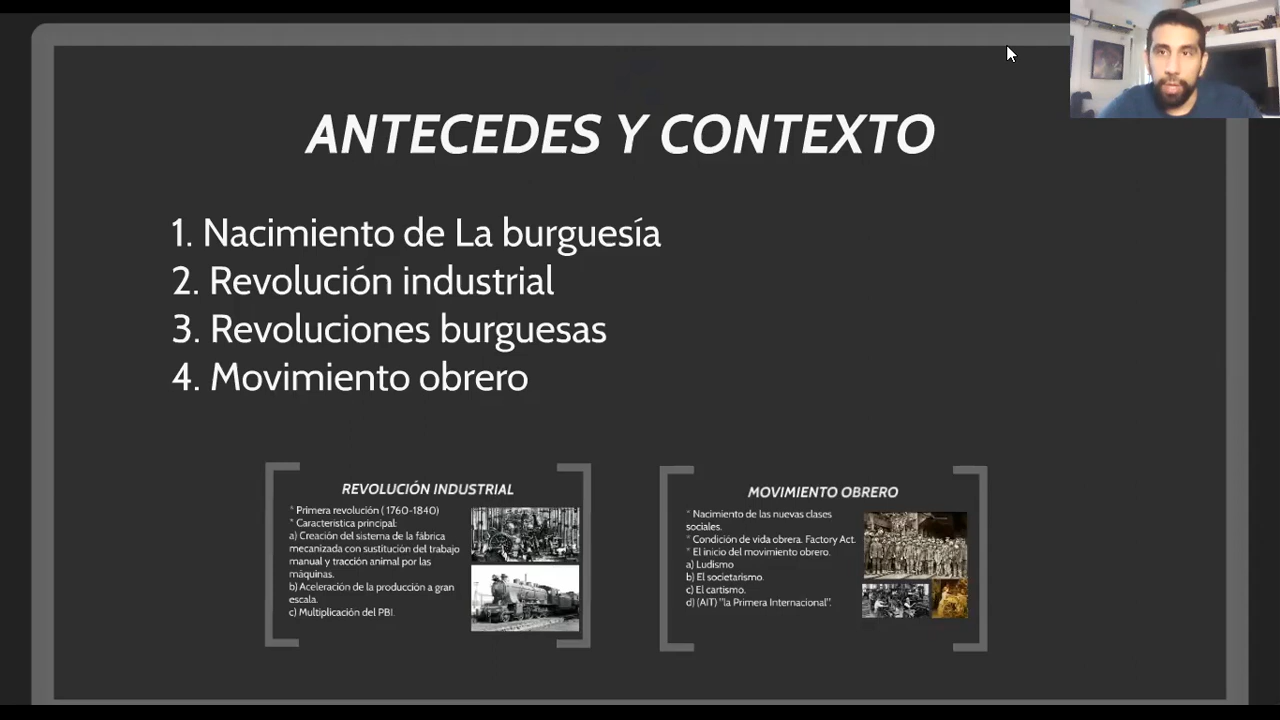 ANTECEDES Y CONTEXTO
1. Nacimiento de La burguesía
2. Revolución industrial
3. Revoluciones burguesas
4. Movimiento obrero
REVOLUCIÓN INDUSTRIAL
* Primera revolución ( 1760-1840)
* Caracteristica principal:
a) Creación del sistema de la fábrica
mecanizada con sustitución del trabajo
manual y tracción animal por las
máquinas.
b) Aceleración de la producción a gran
escala.
c) Multiplicación del PBI.
MOVIMIENTO OBRERO
* Nacimiento de las nuevas clases
sociales.
* Condición de vida obrera. Factory Act.
* El inicio del movimiento obrero.
a) Ludismo
b) El societarismo.
c) El cartismo.
d) (AIT) "la Primera Internacional".